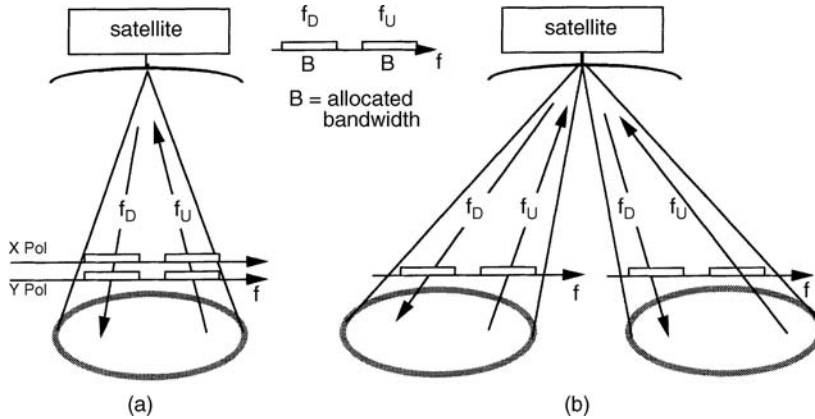 satellite
f_D f_U
B B f
B = allocated
bandwidth
satellite
f_D f_U
f_D f_U f_D f_U
X Pol
Y Pol
f
f
f
(a)
(b)